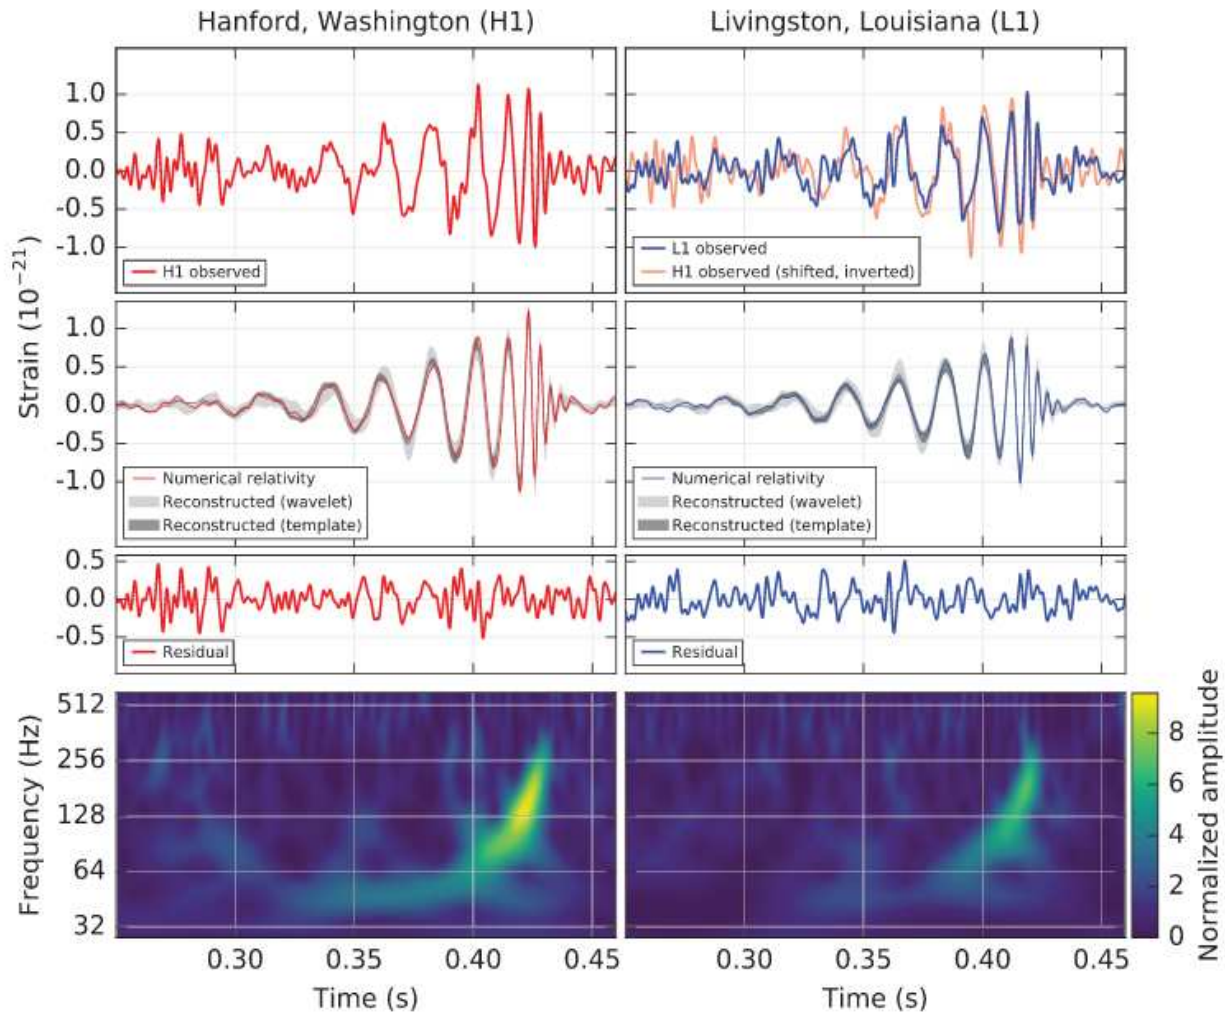 Hanford, Washington (H1)
Livingston, Louisiana (L1)
Strain (10⁻²¹)
1.0
0.5
0.0
-0.5
-1.0
H1 observed
L1 observed
H1 observed (shifted, inverted)
1.0
0.5
0.0
-0.5
-1.0
Numerical relativity
Reconstructed (wavelet)
Reconstructed (template)
Numerical relativity
Reconstructed (wavelet)
Reconstructed (template)
0.5
0.0
-0.5
Residual
Residual
Frequency (Hz)
512
256
128
64
32
Normalized amplitude
8
6
4
2
0
0.30 0.35 0.40 0.45
0.30 0.35 0.40 0.45
Time (s)
Time (s)